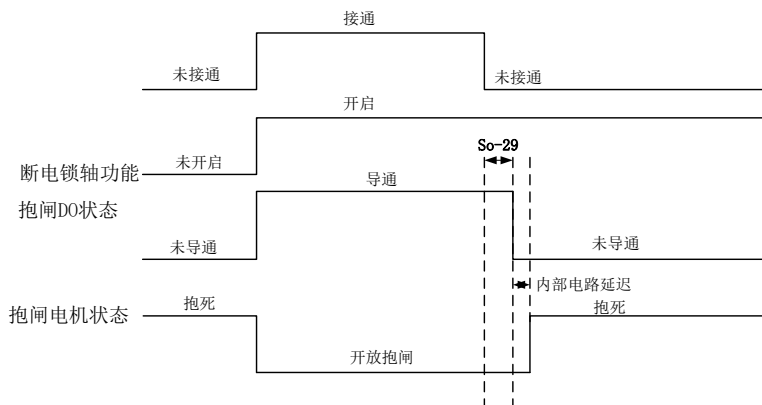 接通
未接通
未接通
开启
So-29
断电锁轴功能
未开启
导通
抱闸DO状态
未导通
未导通
内部电路延迟
抱闸电机状态
抱死
抱死
开放抱闸